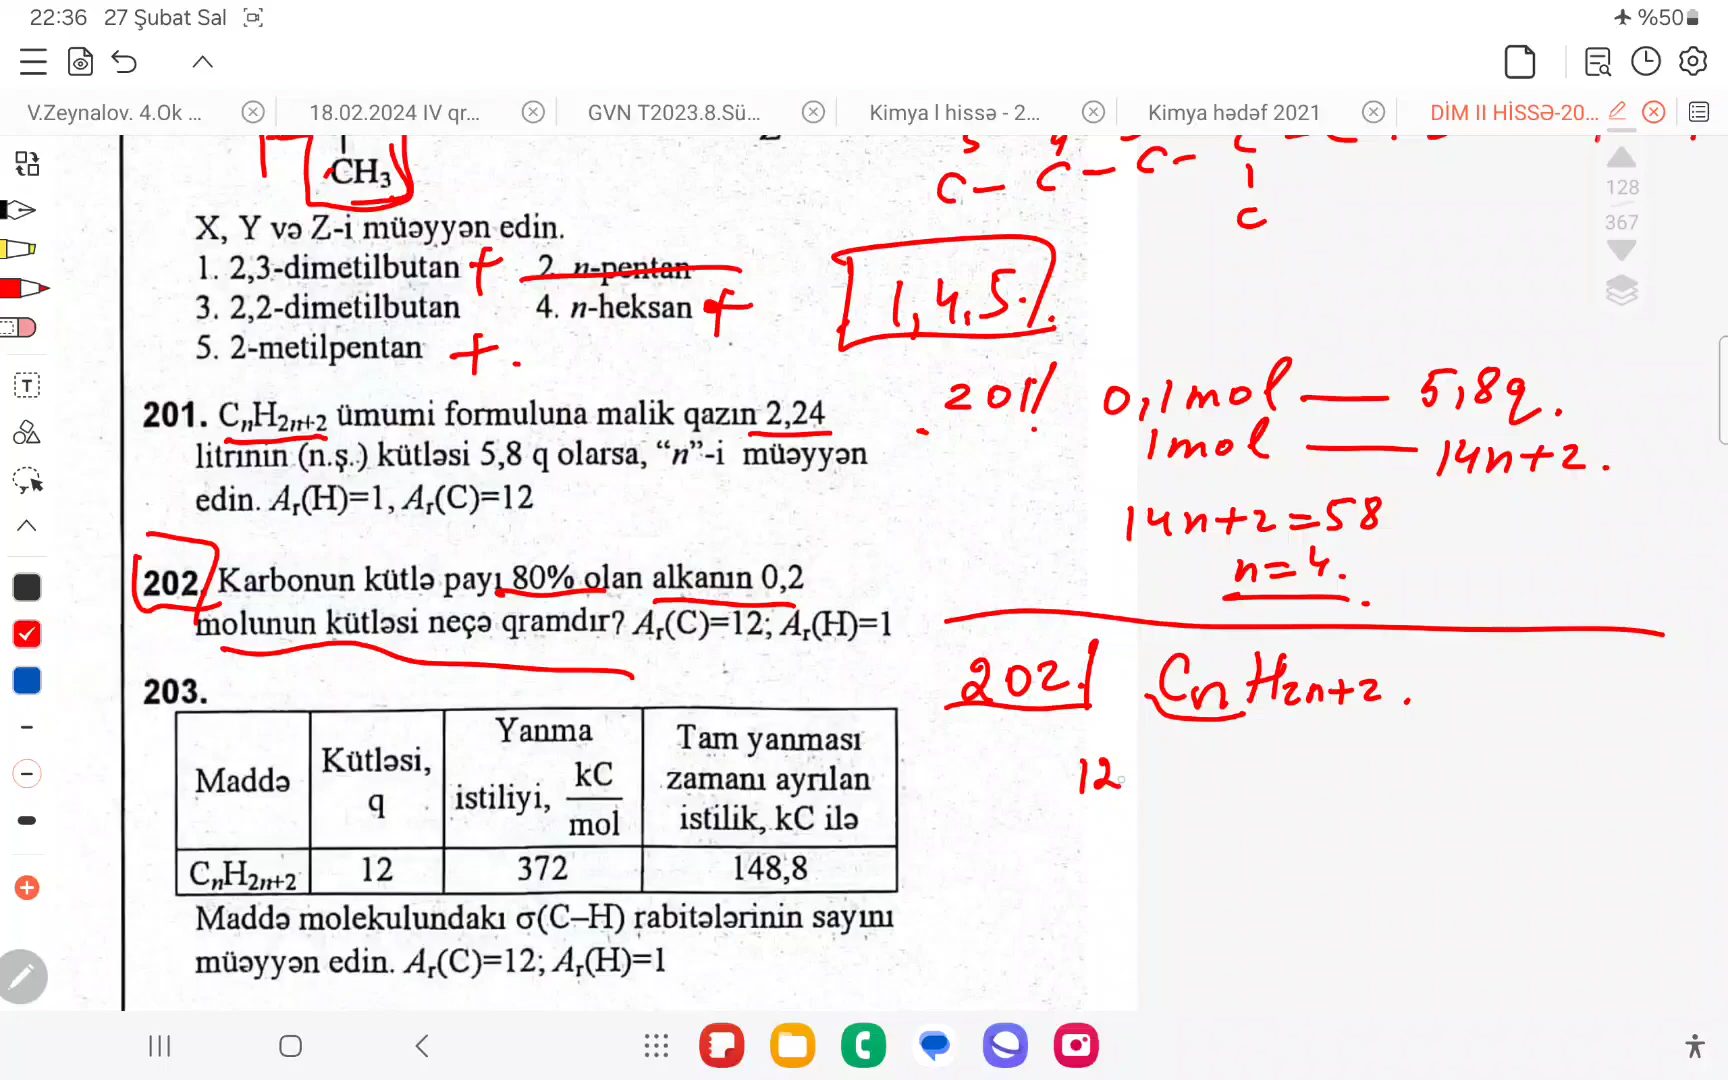 22:36 27 Şubat Sal
%50
V.Zeynalov. 4.Ok ...
18.02.2024 IV qr...
GVN T2023.8.Sü...
Kimya l hissə - 2...
Kimya hədəf 2021
DİM II HİSSƏ-20...
128
367
CH₃
C – C – C –
C
X, Y və Z-i müəyyən edin.
1. 2,3-dimetilbutan +
2. n-pentan
3. 2,2-dimetilbutan
4. n-heksan +
5. 2-metilpentan +.
1,4,5.
201. CₙH₂ₙ₊₂ ümumi formuluna malik qazın 2,24
litrinin (n.ş.) kütləsi 5,8 q olarsa, “n”-i müəyyən
edin. Aᵣ(H)=1, Aᵣ(C)=12
201/ 0,1mol — 5,8q.
1mol — 14n+2.
14n+2=58
n=4.
202. Karbonun kütlə payı 80% olan alkanın 0,2
molunun kütləsi neçə qramdır? Aᵣ(C)=12; Aᵣ(H)=1
202/ CₙH₂ₙ₊₂.
12
203.
Maddə
Kütləsi, q
Yanma istiliyi, kC/mol
Tam yanması
zamanı ayrılan
istilik, kC ilə
CₙH₂ₙ₊₂ 12 372 148,8
Maddə molekulundakı σ(C–H) rabitələrinin sayını
müəyyən edin. Aᵣ(C)=12; Aᵣ(H)=1